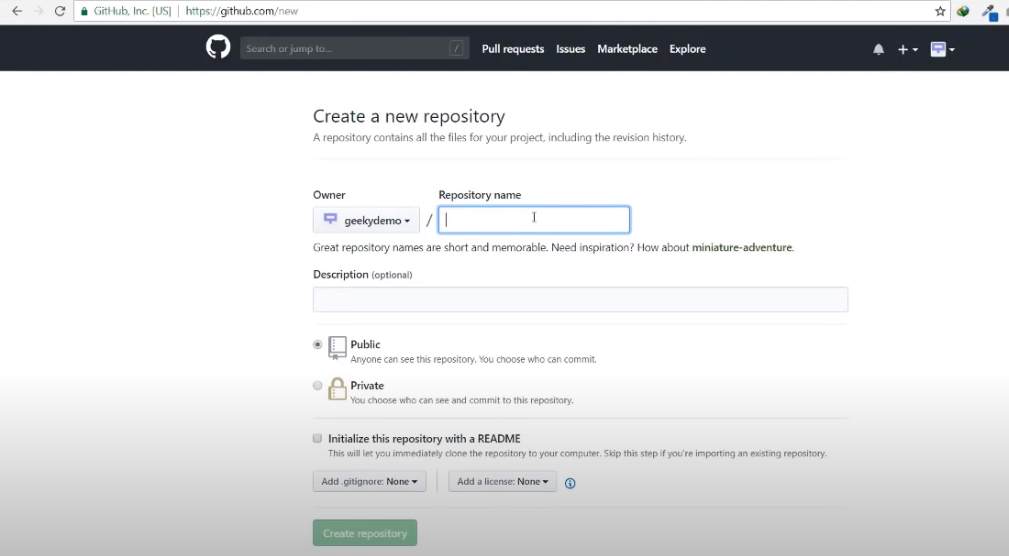 GitHub, Inc. [US] | https://github.com/new
Search or jump to... /
Pull requests Issues Marketplace Explore
Create a new repository
A repository contains all the files for your project, including the revision history.
Owner Repository name
geekydemo /
Great repository names are short and memorable. Need inspiration? How about miniature-adventure.
Description (optional)
Public
Anyone can see this repository. You choose who can commit.
Private
You choose who can see and commit to this repository.
Initialize this repository with a README
This will let you immediately clone the repository to your computer. Skip this step if you're importing an existing repository.
Add .gitignore: None Add a license: None
Create repository